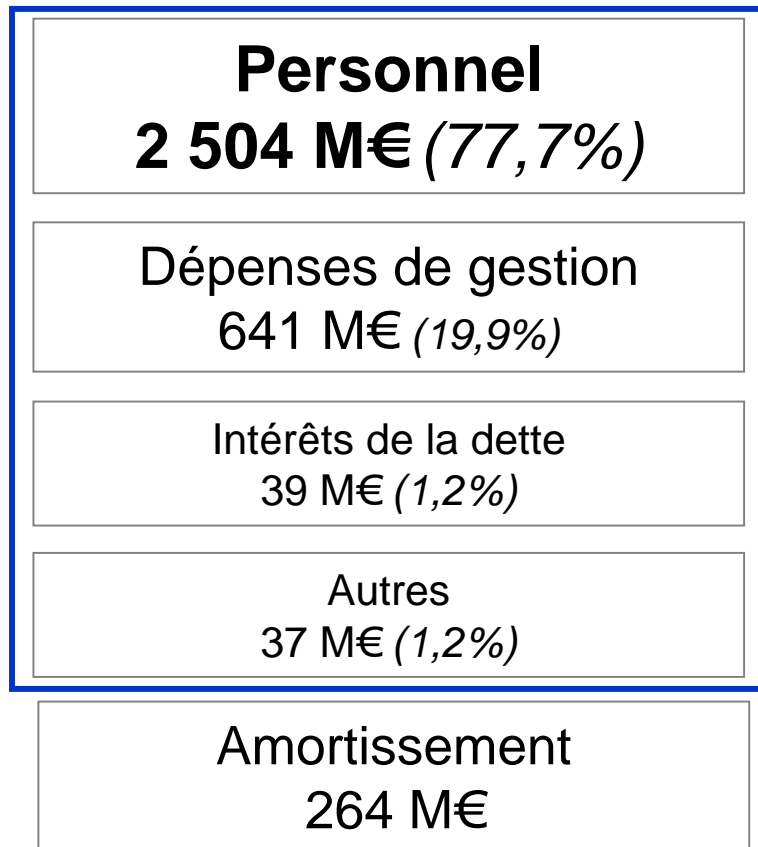 Personnel
2 504 M€ (77,7%)
Dépenses de gestion
641 M€ (19,9%)
Intérêts de la dette
39 M€ (1,2%)
Autres
37 M€ (1,2%)
Amortissement
264 M€